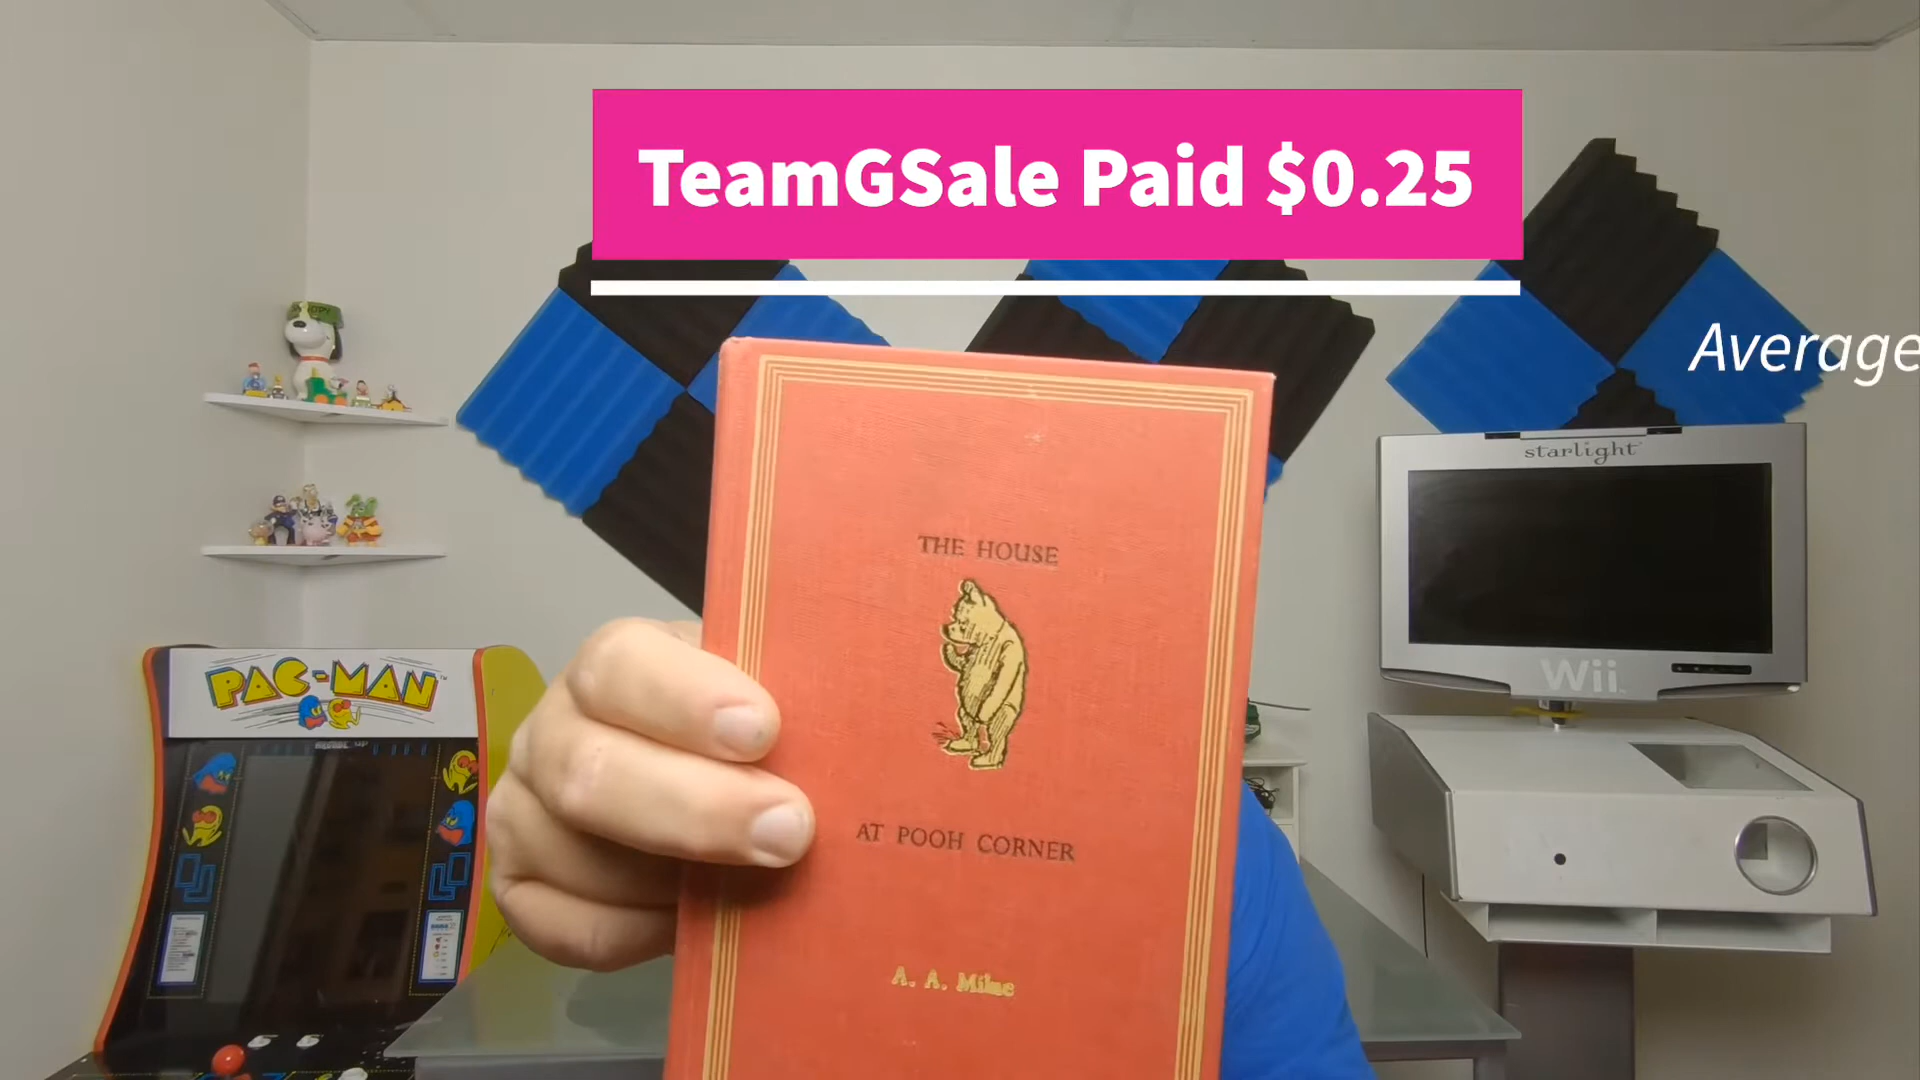 TeamGSale Paid $0.25
Average
starlight
THE HOUSE
Wii
PAC-MAN
AT POOH CORNER
A. A. Milne